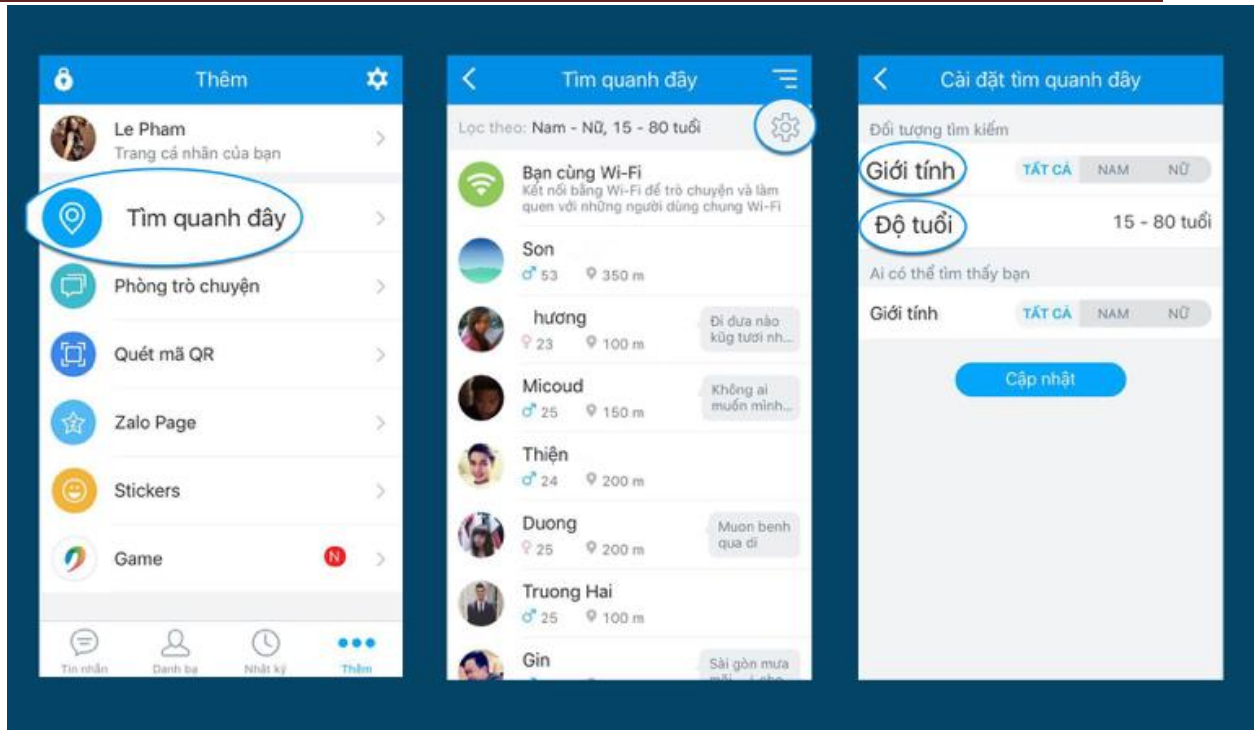 Thêm
Le Pham
Trang cá nhân của bạn
Tìm quanh đây
Phòng trò chuyện
Quét mã QR
Zalo Page
Stickers
Game
N
Tin nhắn
Danh bạ
Nhật ký
Thêm
Tìm quanh đây
Lọc theo: Nam - Nữ, 15 - 80 tuổi
Bạn cùng Wi-Fi
Kết nối bằng Wi-Fi để trò chuyện và làm
quen với những người dùng chung Wi-Fi
Son
53 350 m
hương
23 100 m
Đi đưa nào
kũg tươi nh...
Micoud
25 150 m
Không ai
muốn mình...
Thiện
24 200 m
Duong
25 200 m
Muon benh
qua di
Truong Hai
25 100 m
Gin
Sài gòn mưa
Cài đặt tìm quanh đây
Đối tượng tìm kiếm
Giới tính TẤT CẢ NAM NỮ
Độ tuổi 15 - 80 tuổi
Ai có thể tìm thấy bạn
Giới tính TẤT CẢ NAM NỮ
Cập nhật